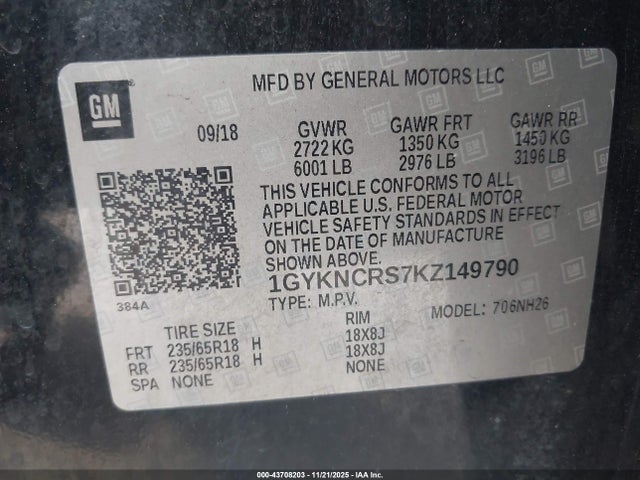 GM
MFD BY GENERAL MOTORS LLC
09/18 GVWR GAWR FRT GAWR RR
2722 KG 1350 KG 1450 KG
6001 LB 2976 LB 3196 LB
THIS VEHICLE CONFORMS TO ALL
APPLICABLE U.S. FEDERAL MOTOR
VEHICLE SAFETY STANDARDS IN EFFECT
ON THE DATE OF MANUFACTURE
SHOWN ABOVE.
1GYKNCRS7KZ149790
384A
TYPE: M.P.V. MODEL: 706NH26
TIRE SIZE RIM
FRT 235/65R18 H 18X8J
RR 235/65R18 H 18X8J
SPA NONE NONE
000-43708203 - 11/21/2025 - IAA Inc.